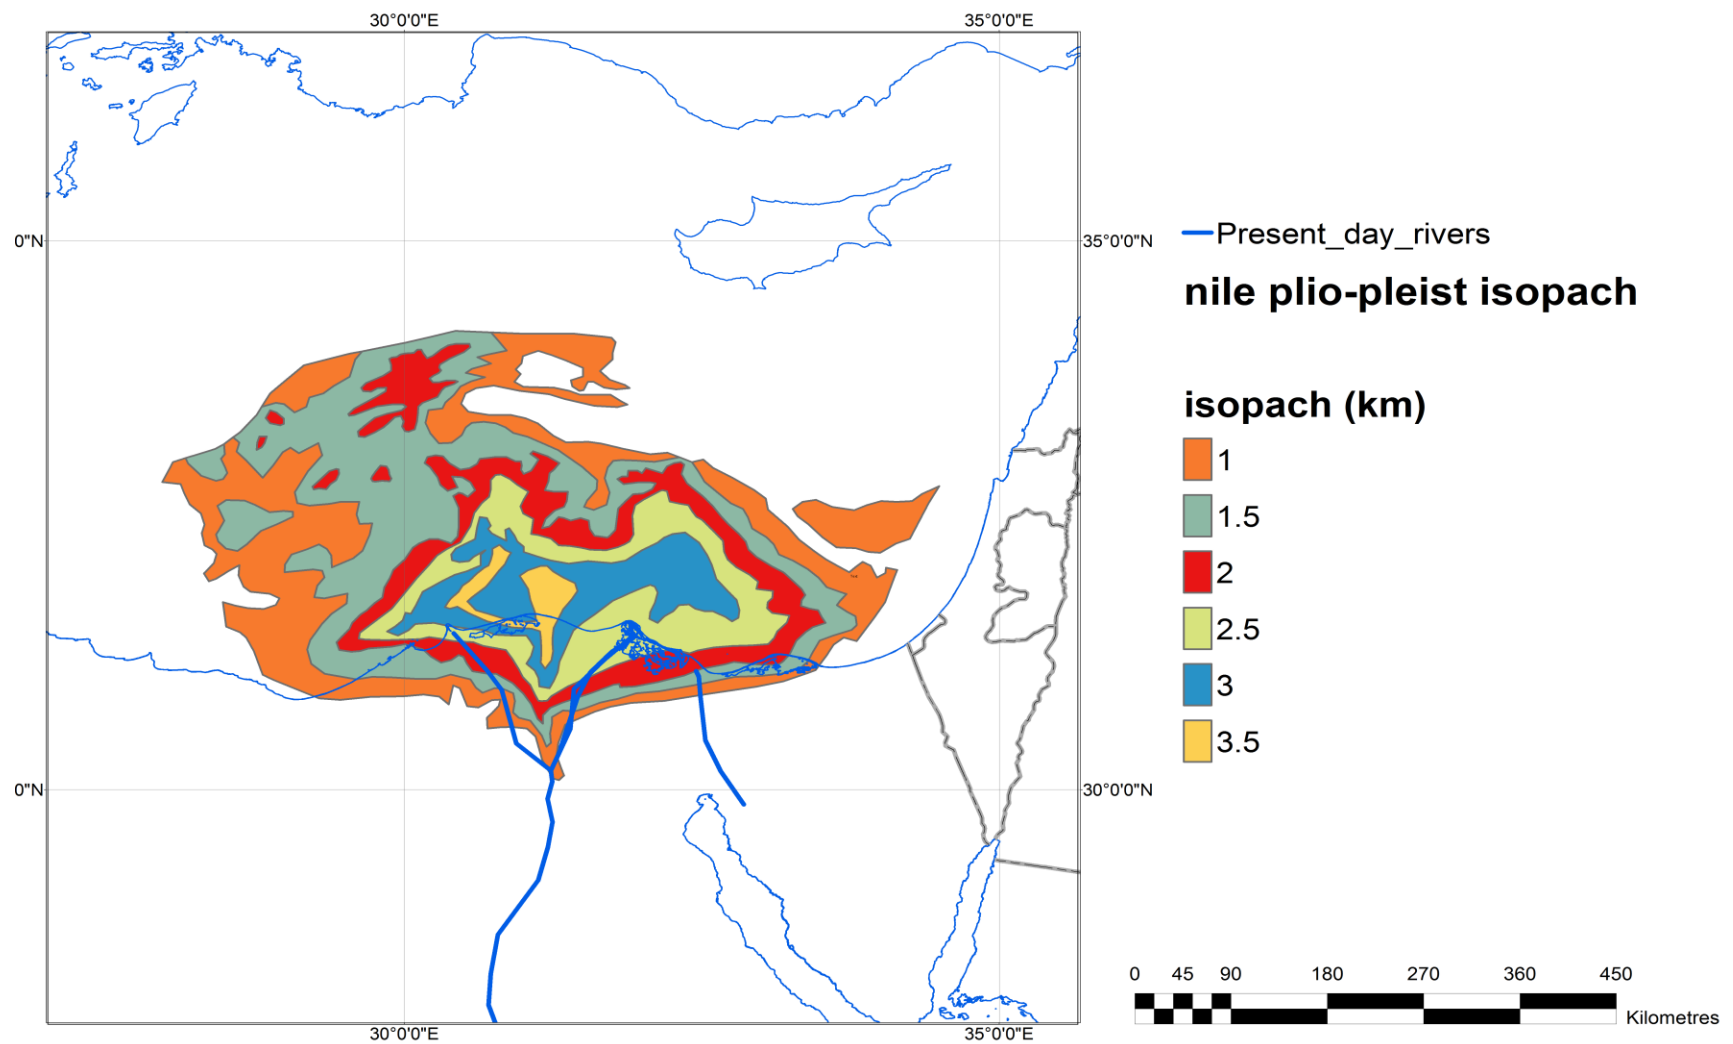 30°0'0"E
35°0'0"E
0"N
35°0'0"N
Present_day_rivers
nile plio-pleist isopach
isopach (km)
1
1.5
2
2.5
3
3.5
0"N
30°0'0"N
0 45 90 180 270 360 450
Kilometres
30°0'0"E
35°0'0"E